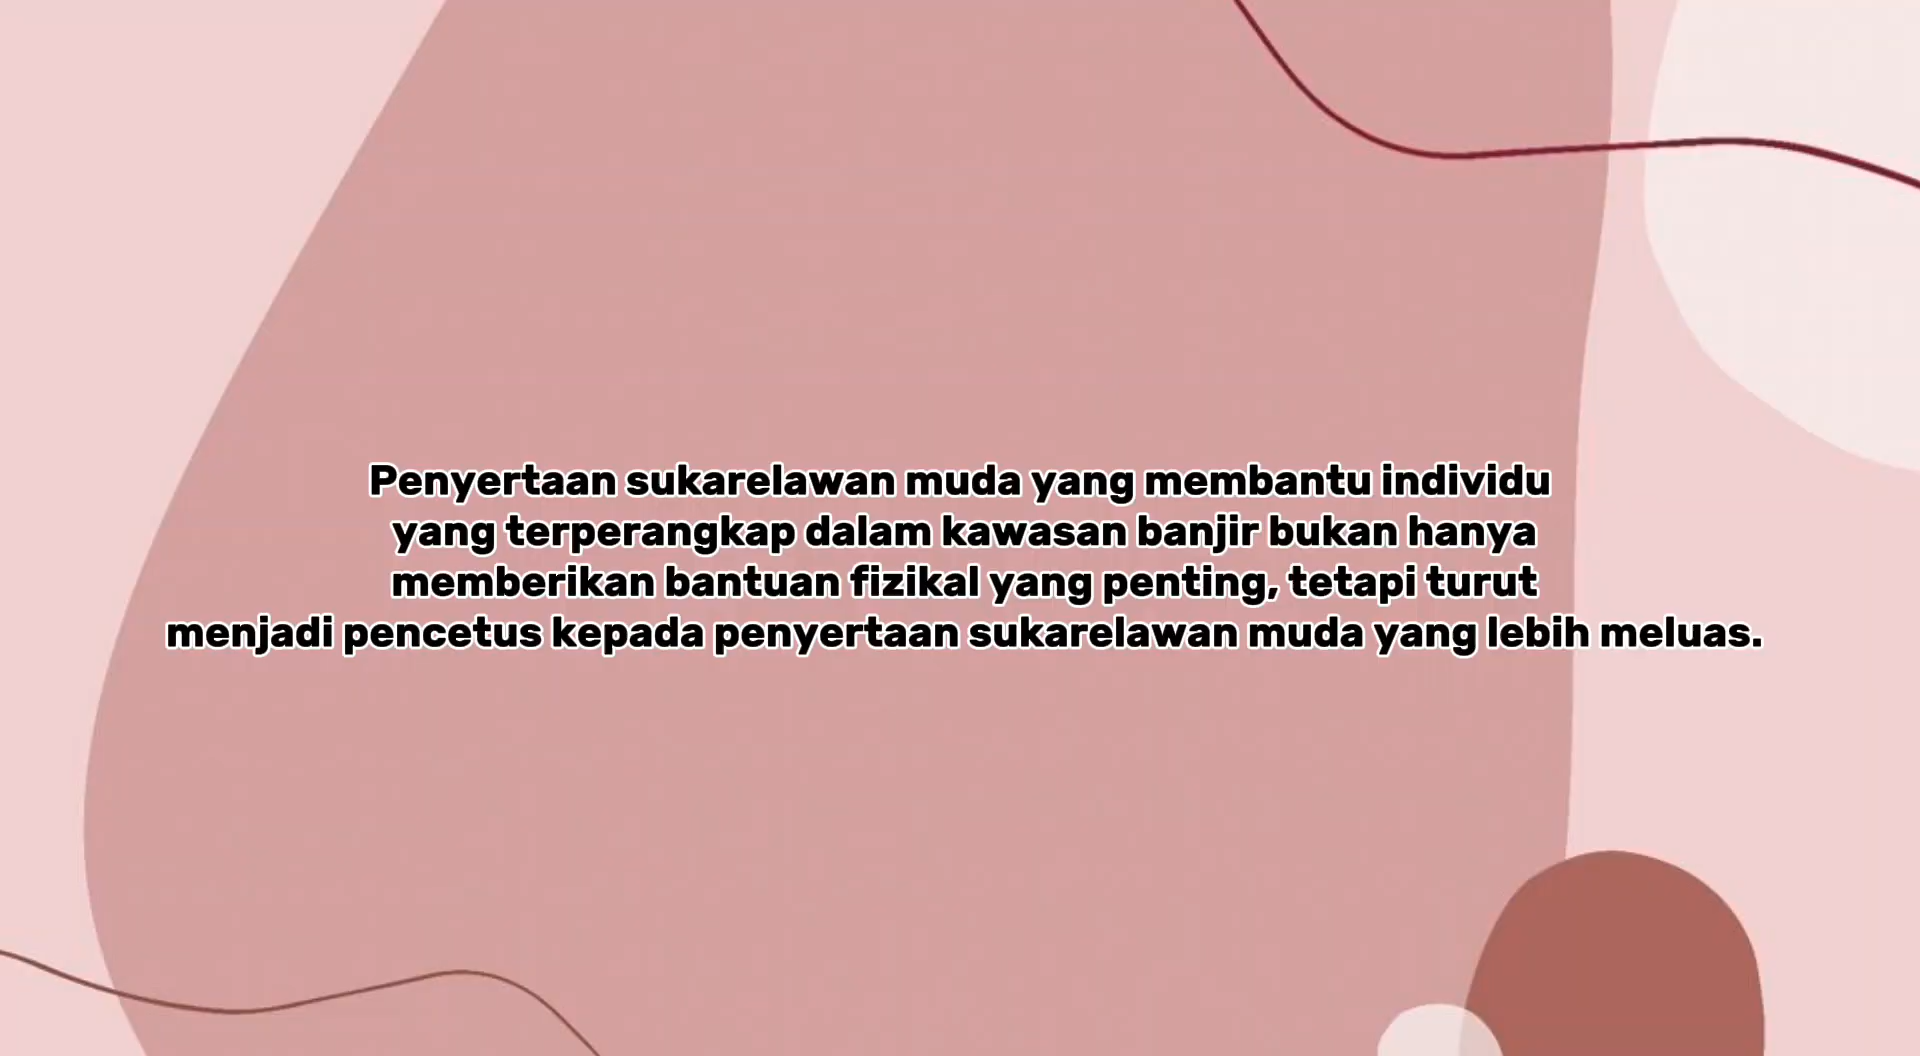 Penyertaan sukarelawan muda yang membantu individu
yang terperangkap dalam kawasan banjir bukan hanya
memberikan bantuan fizikal yang penting, tetapi turut
menjadi pencetus kepada penyertaan sukarelawan muda yang lebih meluas.